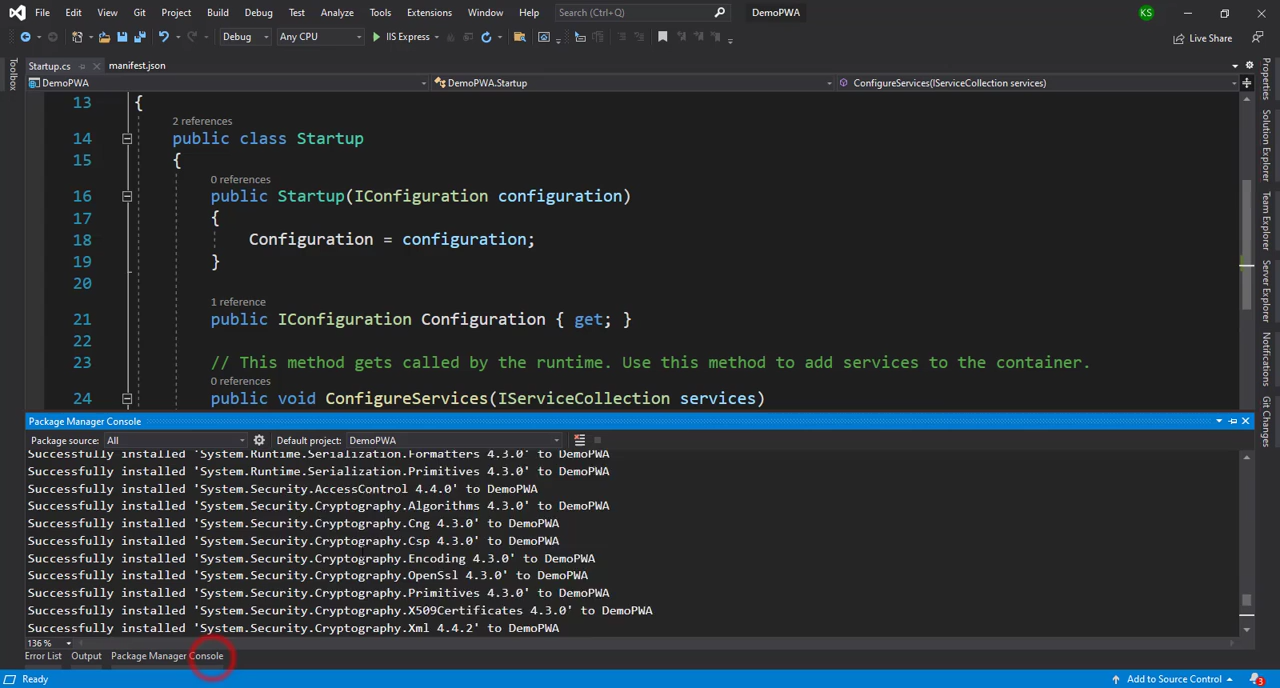 File Edit View Git Project Build Debug Test Analyze Tools Extensions Window Help Search (Ctrl+Q) DemoPWA KS
Debug Any CPU IIS Express Live Share
Startup.cs manifest.json
DemoPWA DemoPWA.Startup ConfigureServices(IServiceCollection services)
13 {
2 references
14 public class Startup
15 {
0 references
16 public Startup(IConfiguration configuration)
17 {
18 Configuration = configuration;
19 }
20
1 reference
21 public IConfiguration Configuration { get; }
22
23 // This method gets called by the runtime. Use this method to add services to the container.
0 references
24 public void ConfigureServices(IServiceCollection services)
Package Manager Console
Package source: All Default project: DemoPWA
Successfully installed 'System.Runtime.Serialization.Formatters 4.3.0' to DemoPWA
Successfully installed 'System.Runtime.Serialization.Primitives 4.3.0' to DemoPWA
Successfully installed 'System.Security.AccessControl 4.4.0' to DemoPWA
Successfully installed 'System.Security.Cryptography.Algorithms 4.3.0' to DemoPWA
Successfully installed 'System.Security.Cryptography.Cng 4.3.0' to DemoPWA
Successfully installed 'System.Security.Cryptography.Csp 4.3.0' to DemoPWA
Successfully installed 'System.Security.Cryptography.Encoding 4.3.0' to DemoPWA
Successfully installed 'System.Security.Cryptography.OpenSsl 4.3.0' to DemoPWA
Successfully installed 'System.Security.Cryptography.Primitives 4.3.0' to DemoPWA
Successfully installed 'System.Security.Cryptography.X509Certificates 4.3.0' to DemoPWA
Successfully installed 'System.Security.Cryptography.Xml 4.4.2' to DemoPWA
136 %
Error List Output Package Manager Console
Ready Add to Source Control 3
Toolbox
Properties
Solution Explorer
Team Explorer
Server Explorer
Notifications
Git Changes